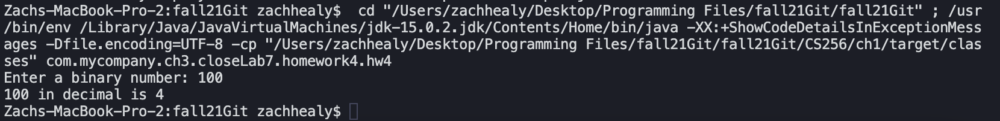 Zachs-MacBook-Pro-2:fall21Git zachhealy$  cd "/Users/zachhealy/Desktop/Programming Files/fall21Git/fall21Git" ; /usr
/bin/env /Library/Java/JavaVirtualMachines/jdk-15.0.2.jdk/Contents/Home/bin/java -XX:+ShowCodeDetailsInExceptionMess
ages -Dfile.encoding=UTF-8 -cp "/Users/zachhealy/Desktop/Programming Files/fall21Git/fall21Git/CS256/ch1/target/clas
ses" com.mycompany.ch3.closeLab7.homework4.hw4
Enter a binary number: 100
100 in decimal is 4
Zachs-MacBook-Pro-2:fall21Git zachhealy$